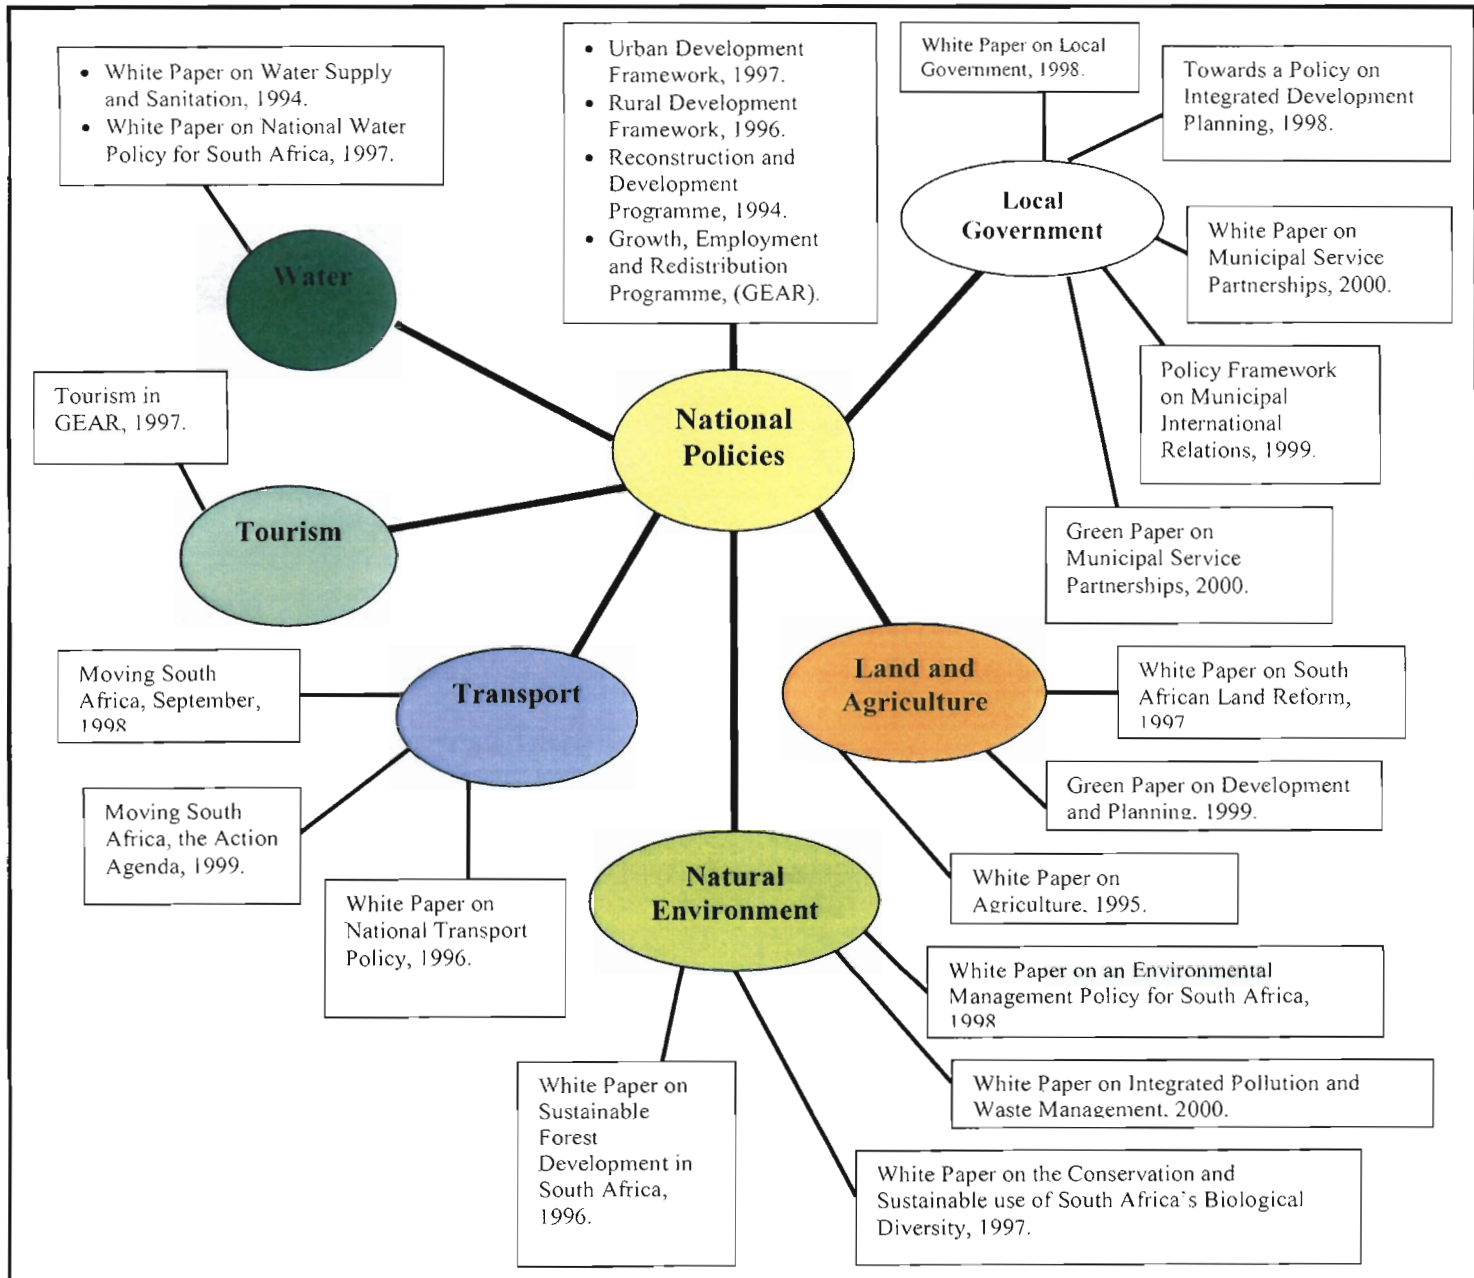 • White Paper on Water Supply
and Sanitation, 1994.
• White Paper on National Water
Policy for South Africa, 1997.
• Urban Development
Framework, 1997.
• Rural Development
Framework, 1996.
• Reconstruction and
Development
Programme, 1994.
• Growth, Employment
and Redistribution
Programme, (GEAR).
White Paper on Local
Government, 1998.
Towards a Policy on
Integrated Development
Planning, 1998.
Local
Government
White Paper on
Municipal Service
Partnerships, 2000.
Water
Policy Framework
on Municipal
International
Relations, 1999.
Tourism in
GEAR, 1997.
National
Policies
Tourism
Green Paper on
Municipal Service
Partnerships, 2000.
Moving South
Africa, September,
1998
Transport
Land and
Agriculture
White Paper on South
African Land Reform,
1997
Green Paper on Development
and Planning, 1999.
Moving South
Africa, the Action
Agenda, 1999.
White Paper on
National Transport
Policy, 1996.
Natural
Environment
White Paper on
Agriculture, 1995.
White Paper on an Environmental
Management Policy for South Africa,
1998
White Paper on Integrated Pollution and
Waste Management, 2000.
White Paper on
Sustainable
Forest
Development in
South Africa,
1996.
White Paper on the Conservation and
Sustainable use of South Africa's Biological
Diversity, 1997.